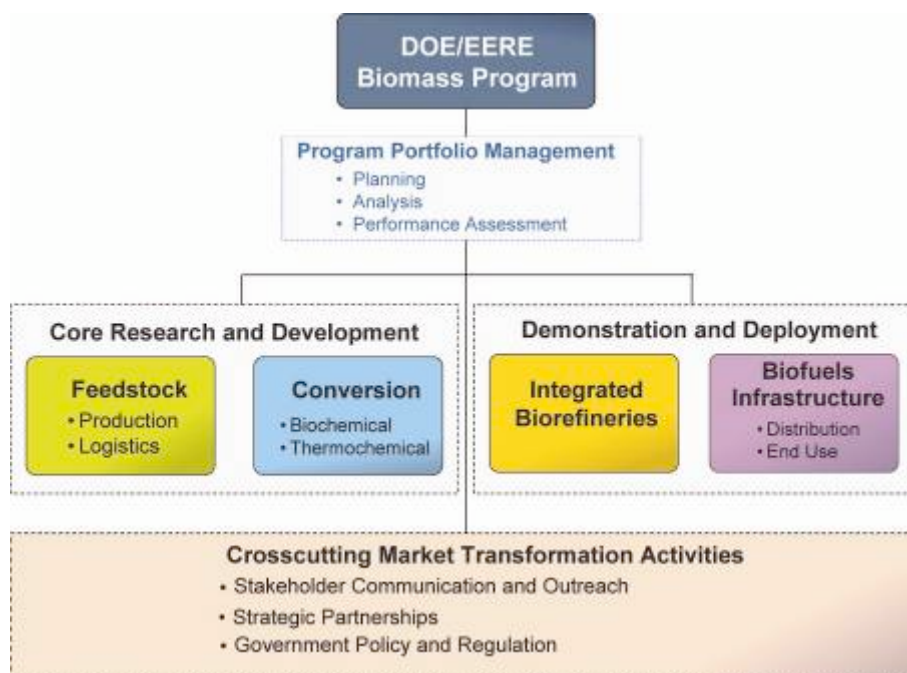 DOE/EERE
Biomass Program
Program Portfolio Management
• Planning
• Analysis
• Performance Assessment
Core Research and Development
Feedstock
• Production
• Logistics
Conversion
• Biochemical
• Thermochemical
Demonstration and Deployment
Integrated
Biorefineries
Biofuels
Infrastructure
• Distribution
• End Use
Crosscutting Market Transformation Activities
• Stakeholder Communication and Outreach
• Strategic Partnerships
• Government Policy and Regulation